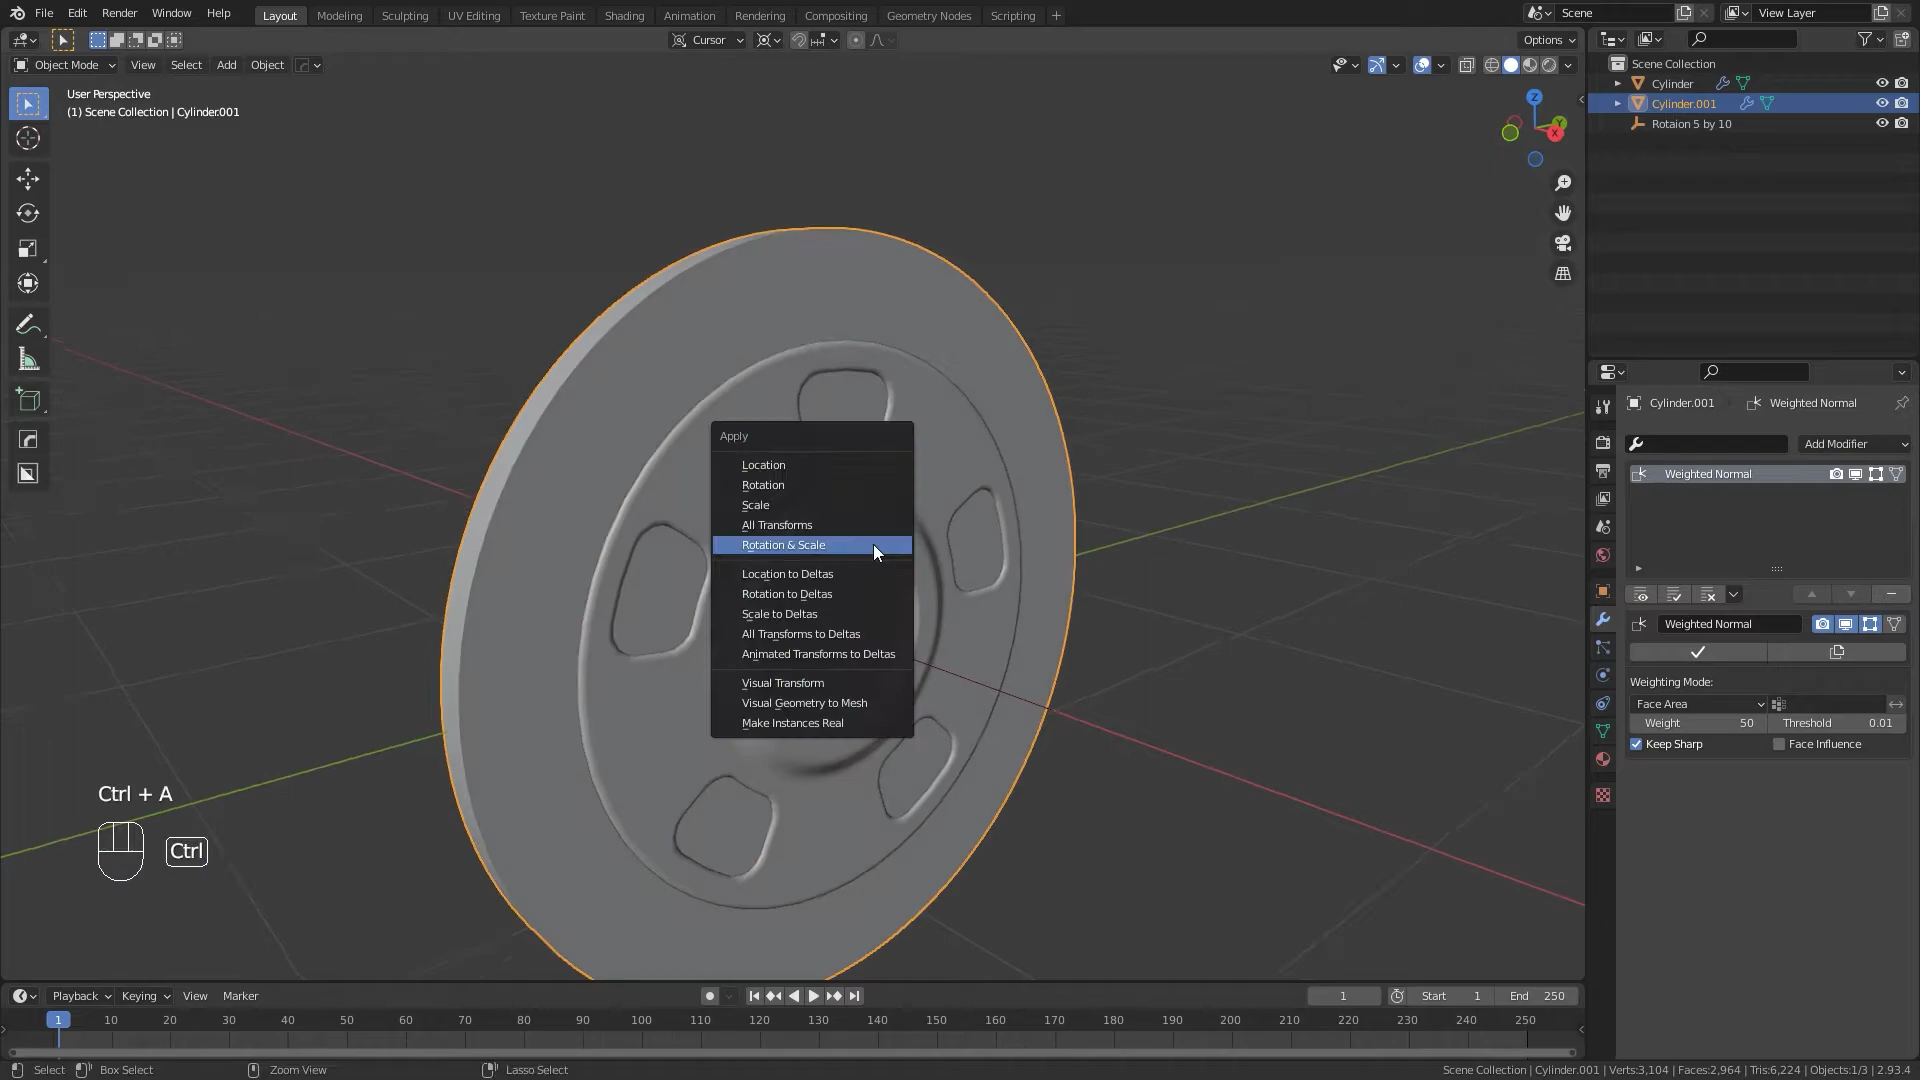 File Edit Render Window Help
Layout Modeling Sculpting UV Editing Texture Paint Shading Animation Rendering Compositing Geometry Nodes Scripting +
Scene
View Layer
Cursor
Options
Object Mode View Select Add Object
User Perspective
(1) Scene Collection | Cylinder.001
Z
Y
X
Scene Collection
Cylinder
Cylinder.001
Rotaion 5 by 10
Cylinder.001 Weighted Normal
Add Modifier
Weighted Normal
Weighted Normal
Weighting Mode:
Face Area
Weight 50 Threshold 0.01
Keep Sharp Face Influence
Apply
Location
Rotation
Scale
All Transforms
Rotation & Scale
Location to Deltas
Rotation to Deltas
Scale to Deltas
All Transforms to Deltas
Animated Transforms to Deltas
Visual Transform
Visual Geometry to Mesh
Make Instances Real
Ctrl + A
Ctrl
Playback Keying View Marker
1 Start 1 End 250
1 10 20 30 40 50 60 70 80 90 100 110 120 130 140 150 160 170 180 190 200 210 220 230 240 250
Select Box Select Zoom View Lasso Select
Scene Collection | Cylinder.001 | Verts:3,104 | Faces:2,964 | Tris:6,224 | Objects:1/3 | 2.93.4